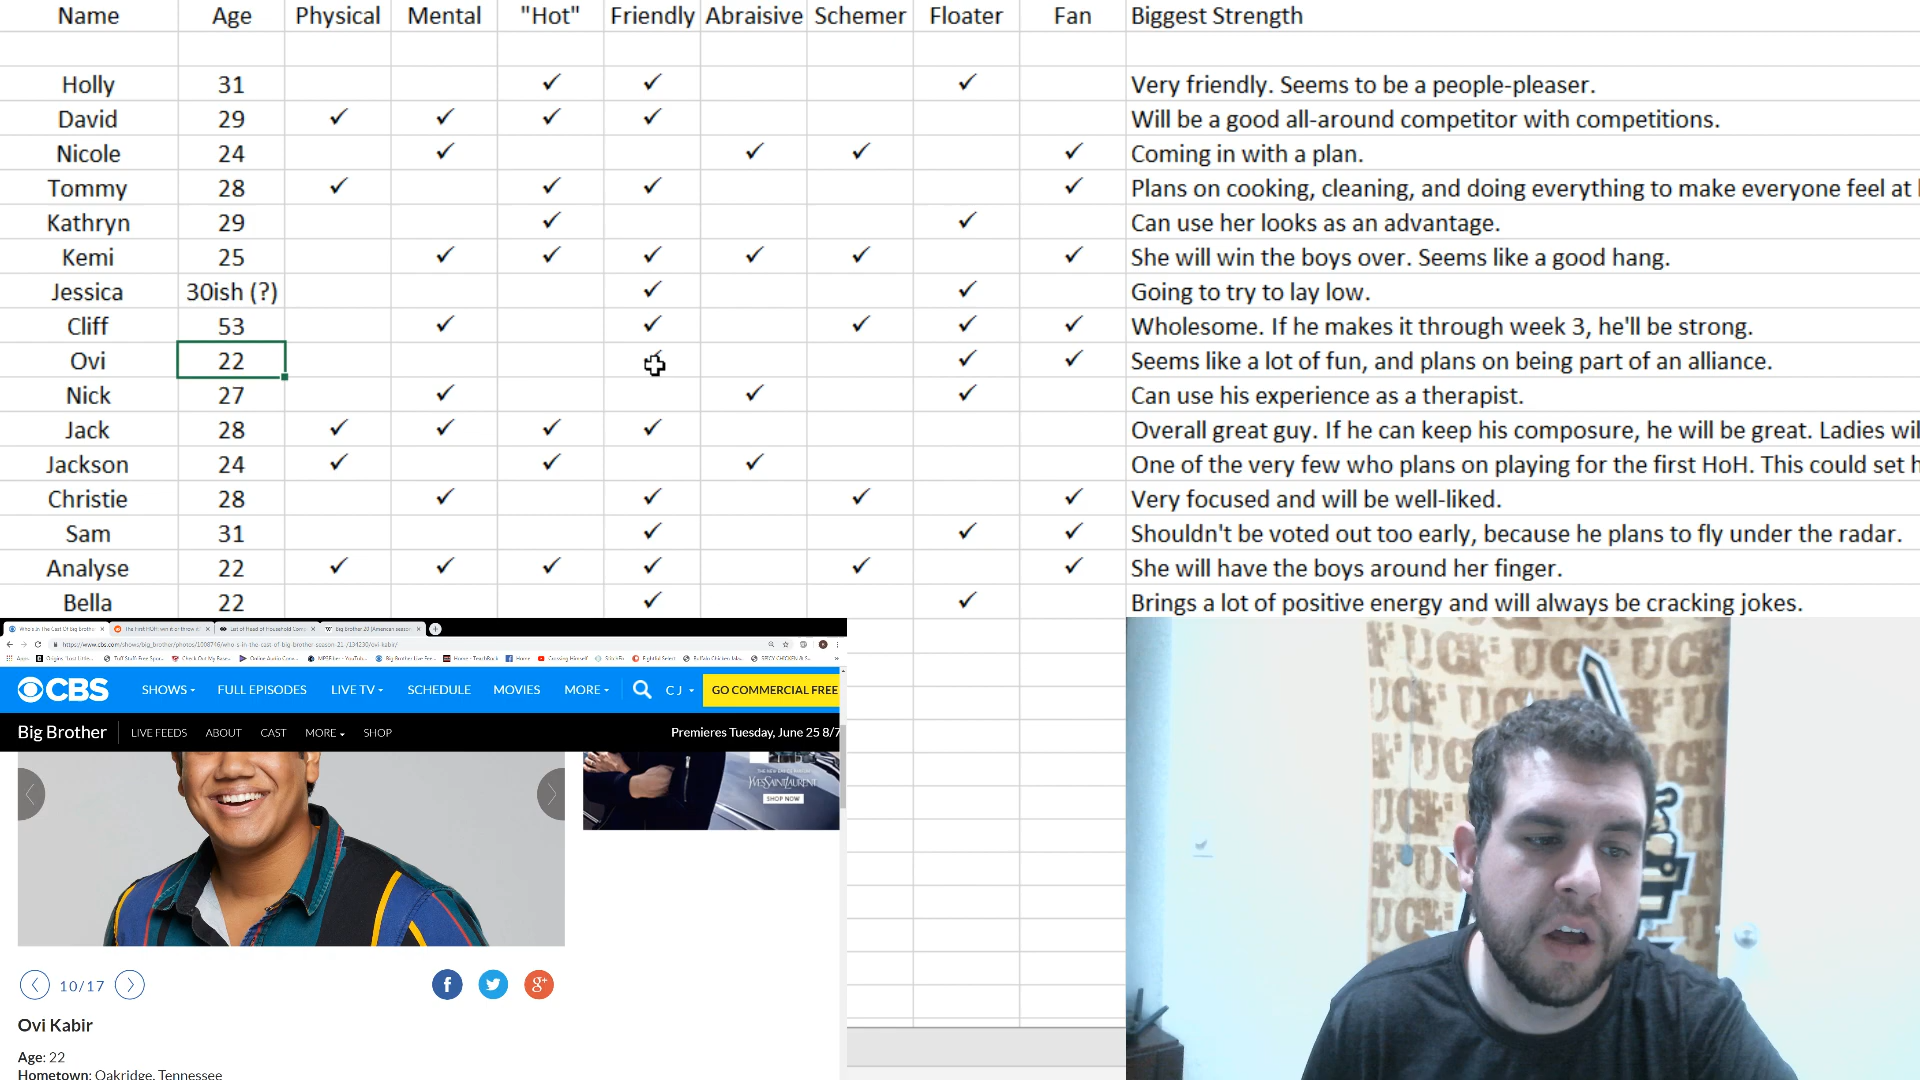 Name Age Physical Mental "Hot" Friendly Abraisive Schemer Floater Fan Biggest Strength
Holly 31 ✓ ✓ ✓ Very friendly. Seems to be a people-pleaser.
David 29 ✓ ✓ ✓ ✓ Will be a good all-around competitor with competitions.
Nicole 24 ✓ ✓ ✓ ✓ Coming in with a plan.
Tommy 28 ✓ ✓ ✓ ✓ Plans on cooking, cleaning, and doing everything to make everyone feel at
Kathryn 29 ✓ ✓ Can use her looks as an advantage.
Kemi 25 ✓ ✓ ✓ ✓ ✓ ✓ She will win the boys over. Seems like a good hang.
Jessica 30ish (?) ✓ ✓ Going to try to lay low.
Cliff 53 ✓ ✓ ✓ ✓ ✓ Wholesome. If he makes it through week 3, he'll be strong.
Ovi 22 ✓ ✓ Seems like a lot of fun, and plans on being part of an alliance.
Nick 27 ✓ ✓ ✓ Can use his experience as a therapist.
Jack 28 ✓ ✓ ✓ ✓ Overall great guy. If he can keep his composure, he will be great. Ladies wil
Jackson 24 ✓ ✓ ✓ One of the very few who plans on playing for the first HoH. This could set
Christie 28 ✓ ✓ ✓ ✓ Very focused and will be well-liked.
Sam 31 ✓ ✓ ✓ Shouldn't be voted out too early, because he plans to fly under the radar.
Analyse 22 ✓ ✓ ✓ ✓ ✓ ✓ She will have the boys around her finger.
Bella 22 ✓ ✓ Brings a lot of positive energy and will always be cracking jokes.
CBS SHOWS FULL EPISODES LIVE TV SCHEDULE MOVIES MORE C J GO COMMERCIAL FREE
Big Brother LIVE FEEDS ABOUT CAST MORE SHOP Premieres Tuesday, June 25 8/7
YVES SAINT LAURENT
SHOP NOW
10/17
f g+
Ovi Kabir
Age: 22
Hometown: Oakridge, Tennessee
UCF